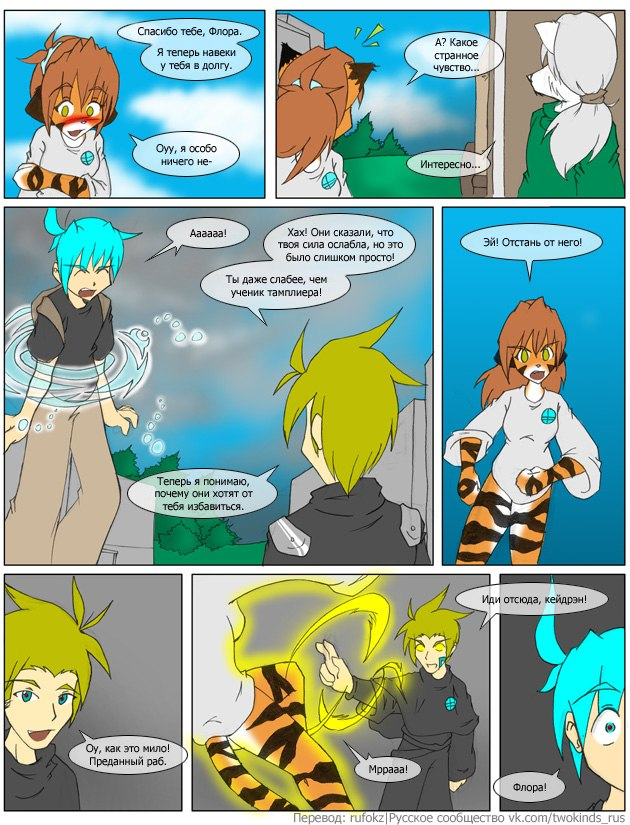 Спасибо тебе, Флора.
Я теперь навеки
у тебя в долгу.
Оуу, я особо
ничего не-
А? Какое
странное
чувство...
Интересно...
Аааааа!
Хах! Они сказали, что
твоя сила ослабла, но это
было слишком просто!
Ты даже слабее, чем
ученик тамплиера!
Теперь я понимаю,
почему они хотят от
тебя избавиться.
Эй! Отстань от него!
Оу, как это мило!
Преданный раб.
Иди отсюда, кейдрэн!
Мрраaa!
Флора!
Перевод: rufokz|Русское сообщество vk.com/twokinds_rus